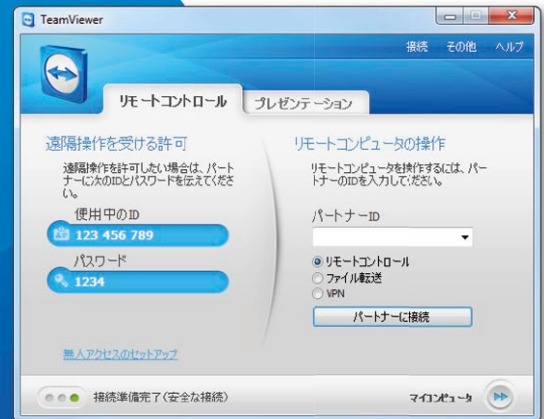 TeamViewer
接続 その他 ヘルプ
リモートコントロール プレゼンテーション
遠隔操作を受ける許可
遠隔操作を許可したい場合は、パート
ナーに次のIDとパスワードを伝えてくださ
い。
使用中のID
123 456 789
パスワード
1234
無人アクセスのセットアップ
リモートコンピュータの操作
リモートコンピュータを操作するには、パー
トナーのIDを入力してください。
パートナーID
リモートコントロール
ファイル転送
VPN
パートナーに接続
接続準備完了(安全な接続)
マイコンピュータ